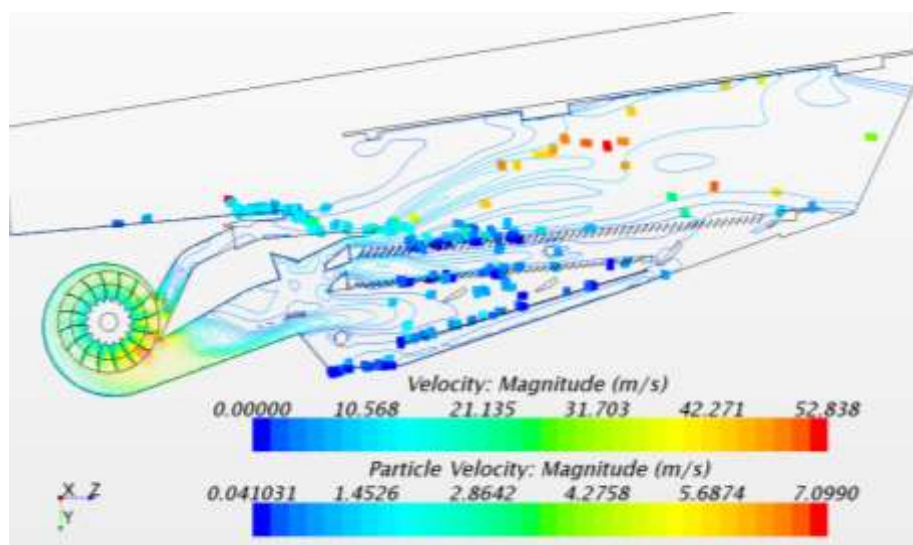 Velocity: Magnitude (m/s)
0.00000 10.568 21.135 31.703 42.271 52.838
Particle Velocity: Magnitude (m/s)
0.041031 1.4526 2.8642 4.2758 5.6874 7.0990
X Z
Y